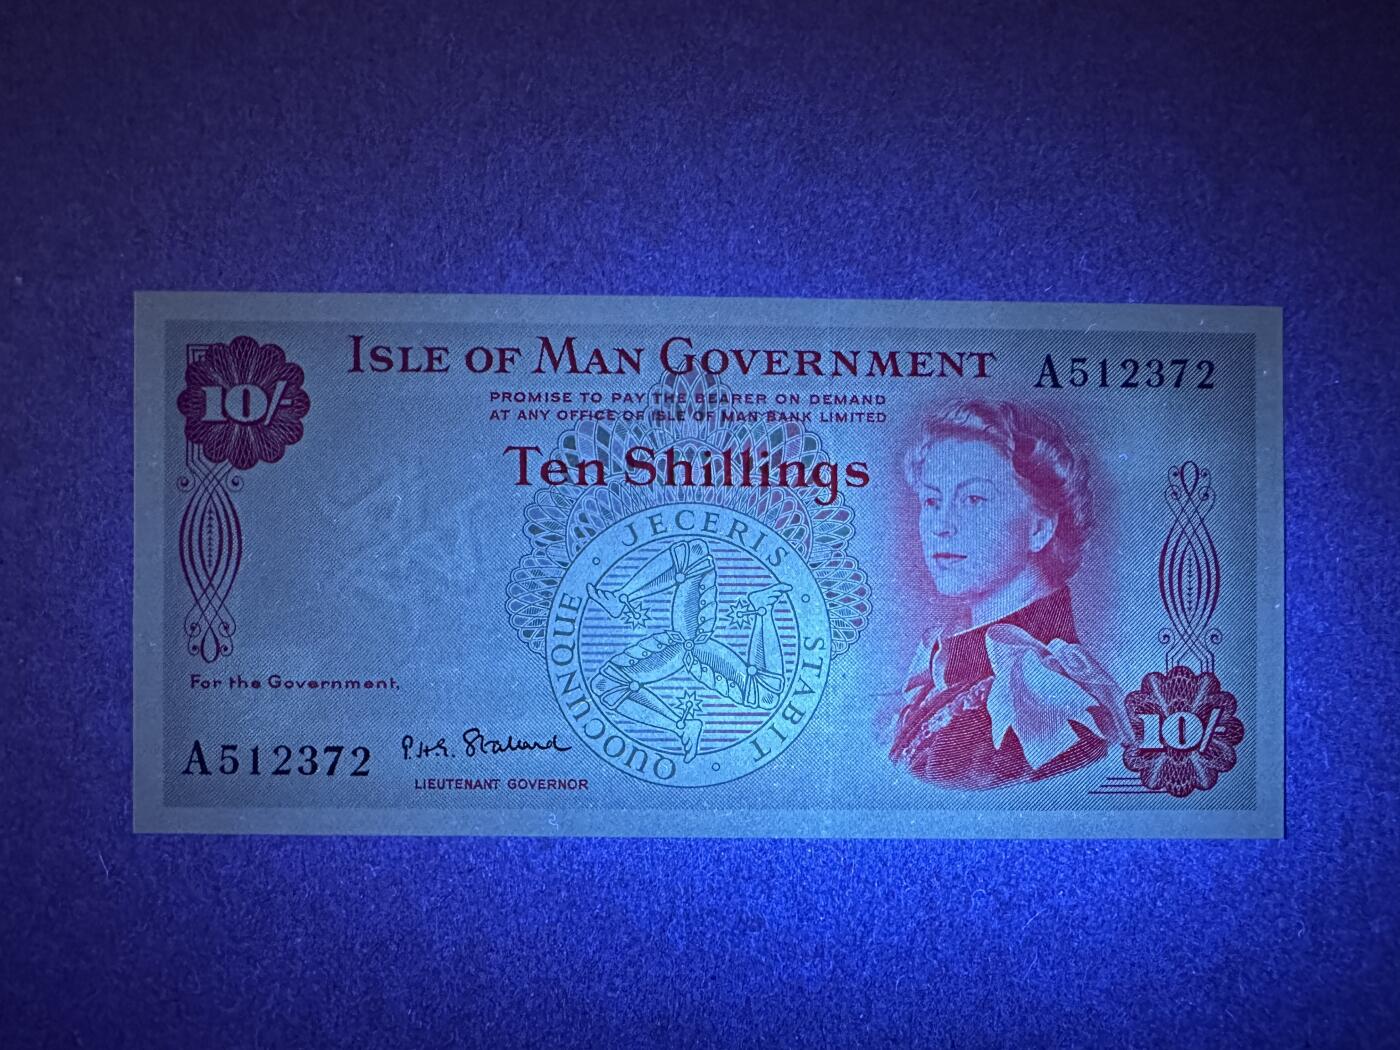 ISLE OF MAN GOVERNMENT
A512372
10/-
PROMISE TO PAY THE BEARER ON DEMAND
AT ANY OFFICE OF ISLE OF MAN BANK LIMITED
Ten Shillings
QUOCUNQUE · JECERIS · STABIT ·
For the Government,
A512372
P.H.G. Stallard
LIEUTENANT GOVERNOR
10/-